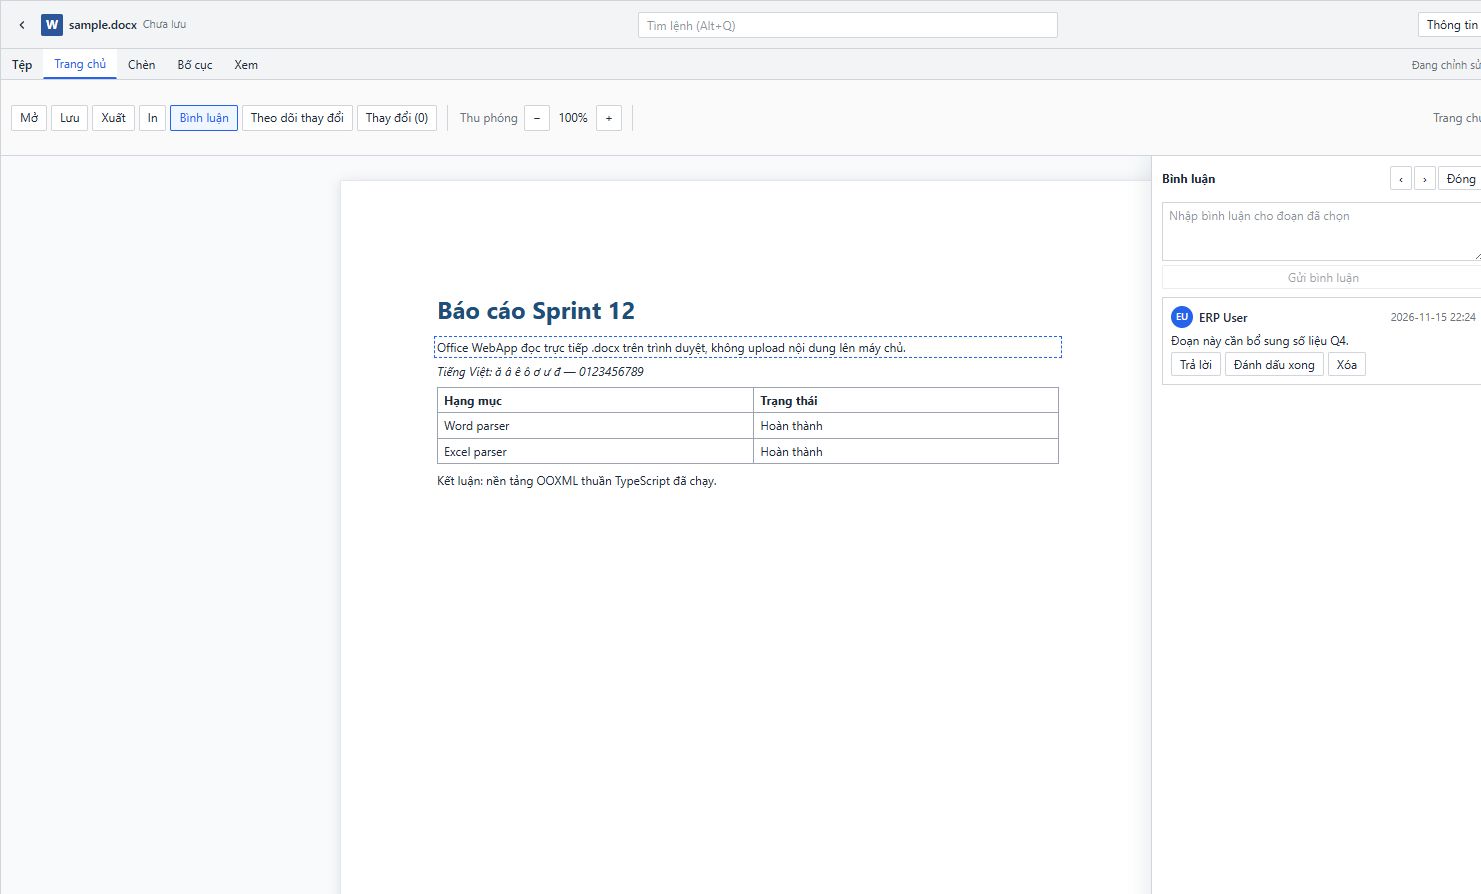 ‹ W sample.docx Chưa lưu
Tìm lệnh (Alt+Q)
Thông tin
Tệp Trang chủ Chèn Bố cục Xem
Đang chỉnh
Mở Lưu Xuất In Bình luận Theo dõi thay đổi Thay đổi (0) Thu phóng − 100% +
Trang
Báo cáo Sprint 12
Office WebApp đọc trực tiếp .docx trên trình duyệt, không upload nội dung lên máy chủ.
Tiếng Việt: ă â ê ô ơ ư đ — 0123456789
Hạng mục Trạng thái
Word parser Hoàn thành
Excel parser Hoàn thành
Kết luận: nền tảng OOXML thuần TypeScript đã chạy.
Bình luận ‹ › Đóng
Nhập bình luận cho đoạn đã chọn
Gửi bình luận
EU ERP User 2026-11-15 22:24
Đoạn này cần bổ sung số liệu Q4.
Trả lời Đánh dấu xong Xóa